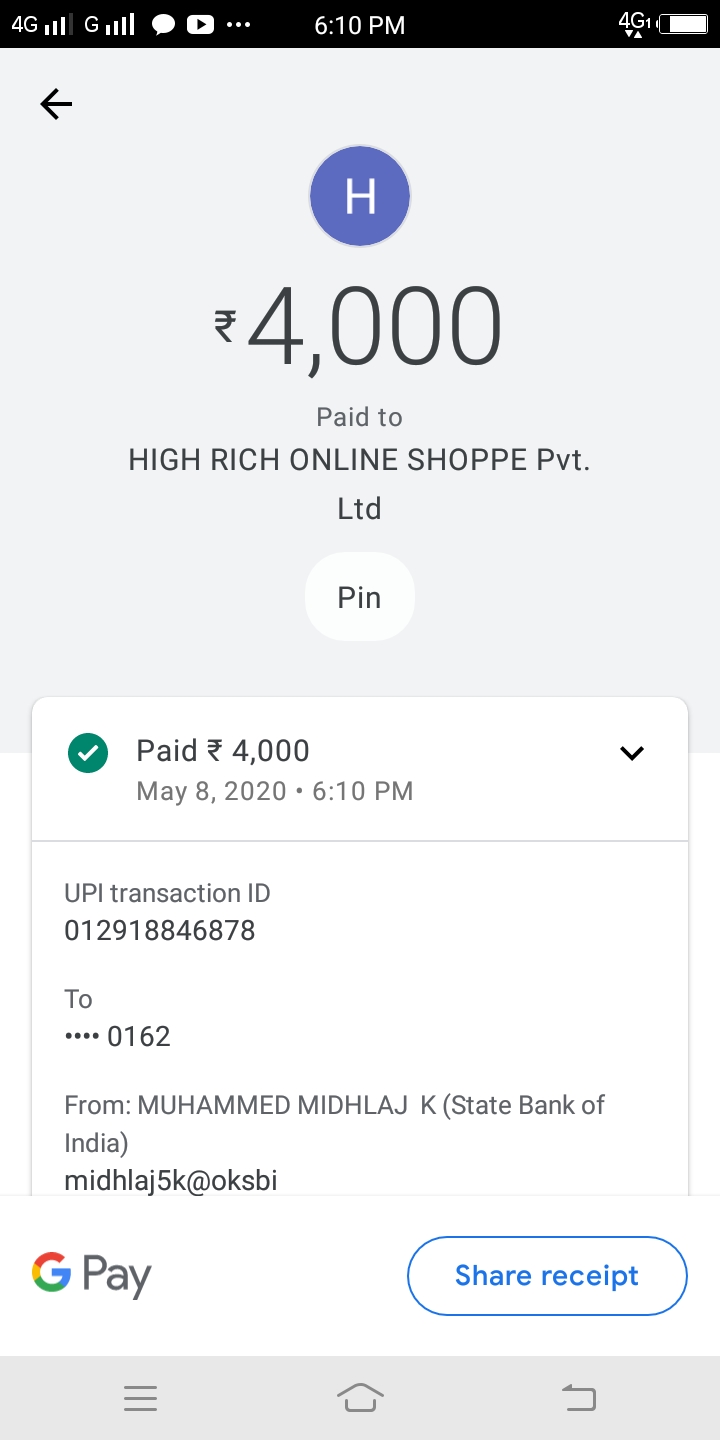 4G G 6:10 PM 4G1
H
₹4,000
Paid to
HIGH RICH ONLINE SHOPPE Pvt.
Ltd
Pin
Paid ₹ 4,000
May 8, 2020 • 6:10 PM
UPI transaction ID
012918846878
To
•••• 0162
From: MUHAMMED MIDHLAJ K (State Bank of
India)
midhlaj5k@oksbi
G Pay
Share receipt